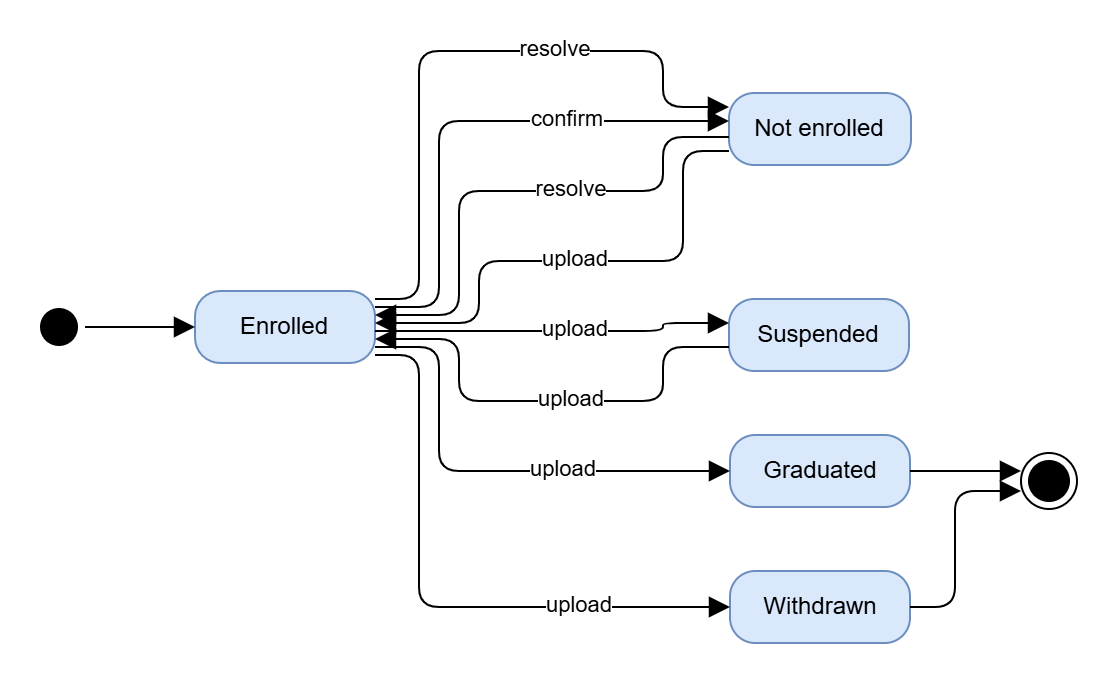 resolve
confirm
Not enrolled
resolve
upload
Enrolled
upload
Suspended
upload
upload
Graduated
upload
Withdrawn